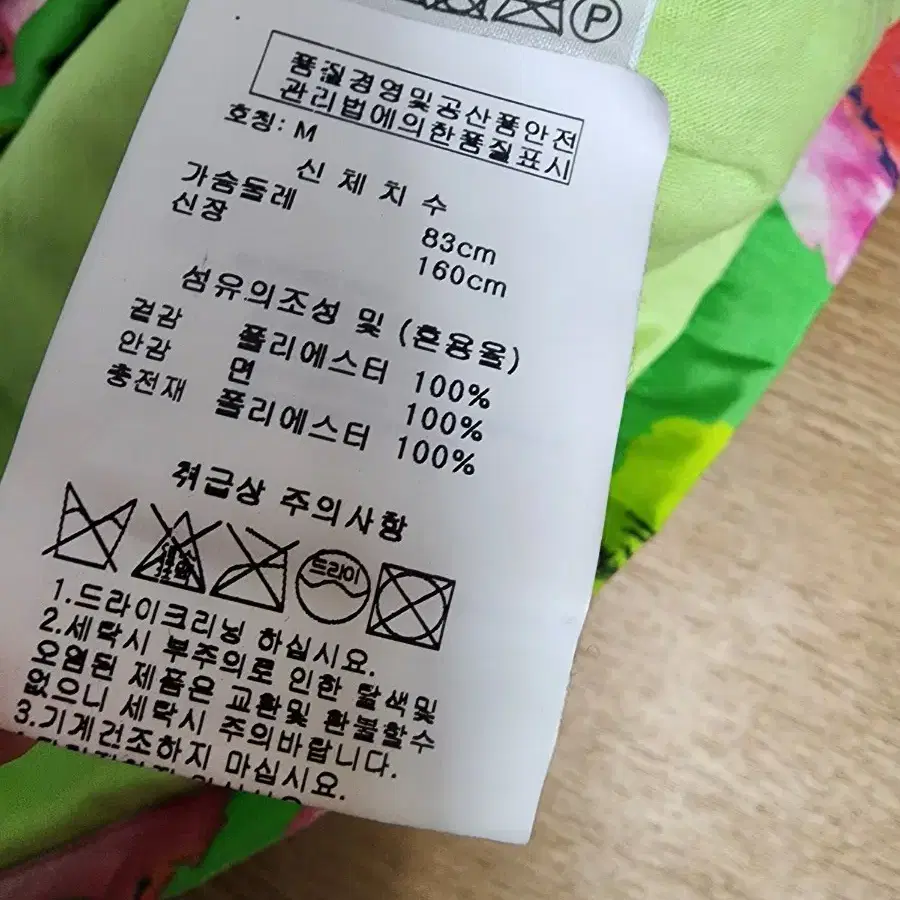 P
품질경영및공산품안전
관리법에의한품질표시
호칭: M
신 체 치 수
가슴둘레 83cm
신장 160cm
섬유의조성 및 (혼용율)
겉감 폴리에스터 100%
안감 면 100%
충전재 폴리에스터 100%
취급상 주의사항
드라이
1.드라이크리닝 하십시요.
2.세탁시 부주의로 인한 탈색및
오염된 제품은 교환및 환불할수
없으니 세탁시 주의바랍니다.
3.기계건조하지 마십시요.